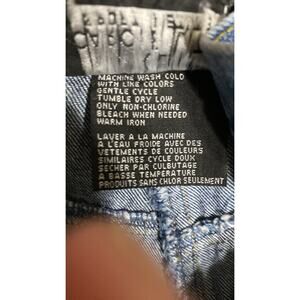 MACHINE WASH COLD
WITH LIKE COLORS
GENTLE CYCLE
TUMBLE DRY LOW
ONLY NON-CHLORINE
BLEACH WHEN NEEDED
WARM IRON
LAVER A LA MACHINE
A L'EAU FROIDE AVEC DES
VETEMENTS DE COULEURS
SIMILAIRES CYCLE DOUX
SECHER PAR CULBUTAGE
A BASSE TEMPERATURE
PRODUITS SANS CHLOR SEULEMENT